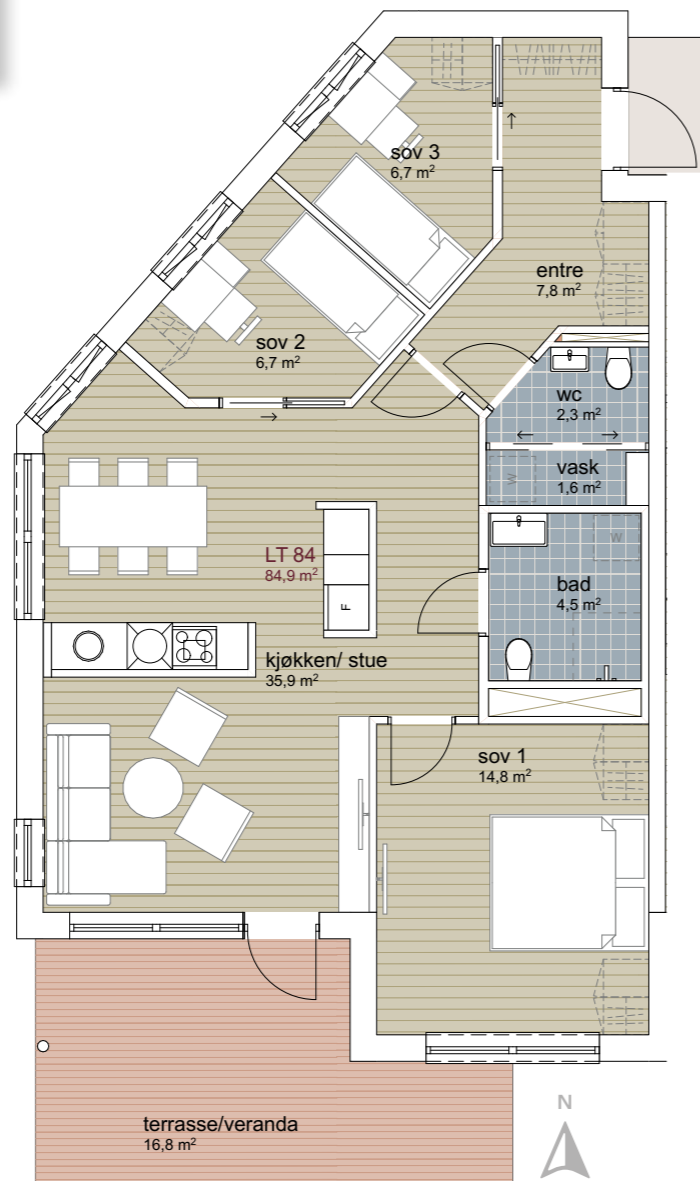 sov 3
6,7 m²
entre
7,8 m²
sov 2
6,7 m²
wc
2,3 m²
vask
1,6 m²
W
LT 84
84,9 m²
W
bad
4,5 m²
F
kjøkken/ stue
35,9 m²
sov 1
14,8 m²
N
terrasse/veranda
16,8 m²